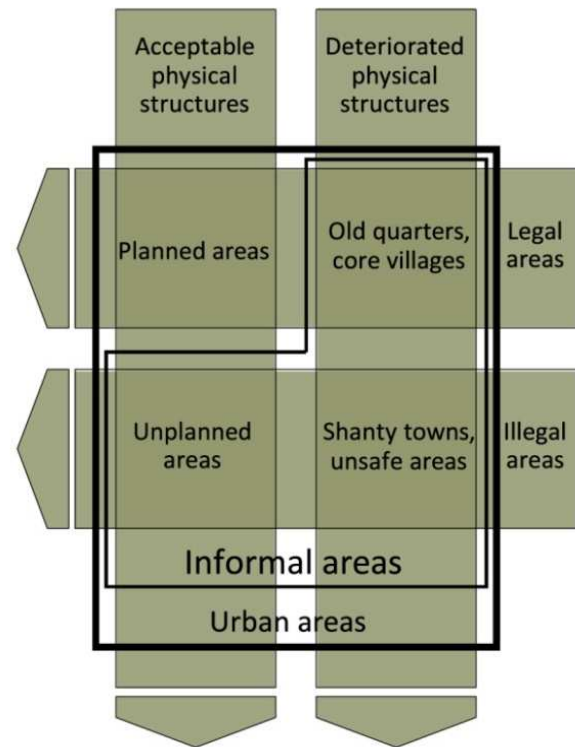 Acceptable
physical
structures
Deteriorated
physical
structures
Planned areas
Old quarters,
core villages
Legal
areas
Unplanned
areas
Shanty towns,
unsafe areas
Illegal
areas
Informal areas
Urban areas